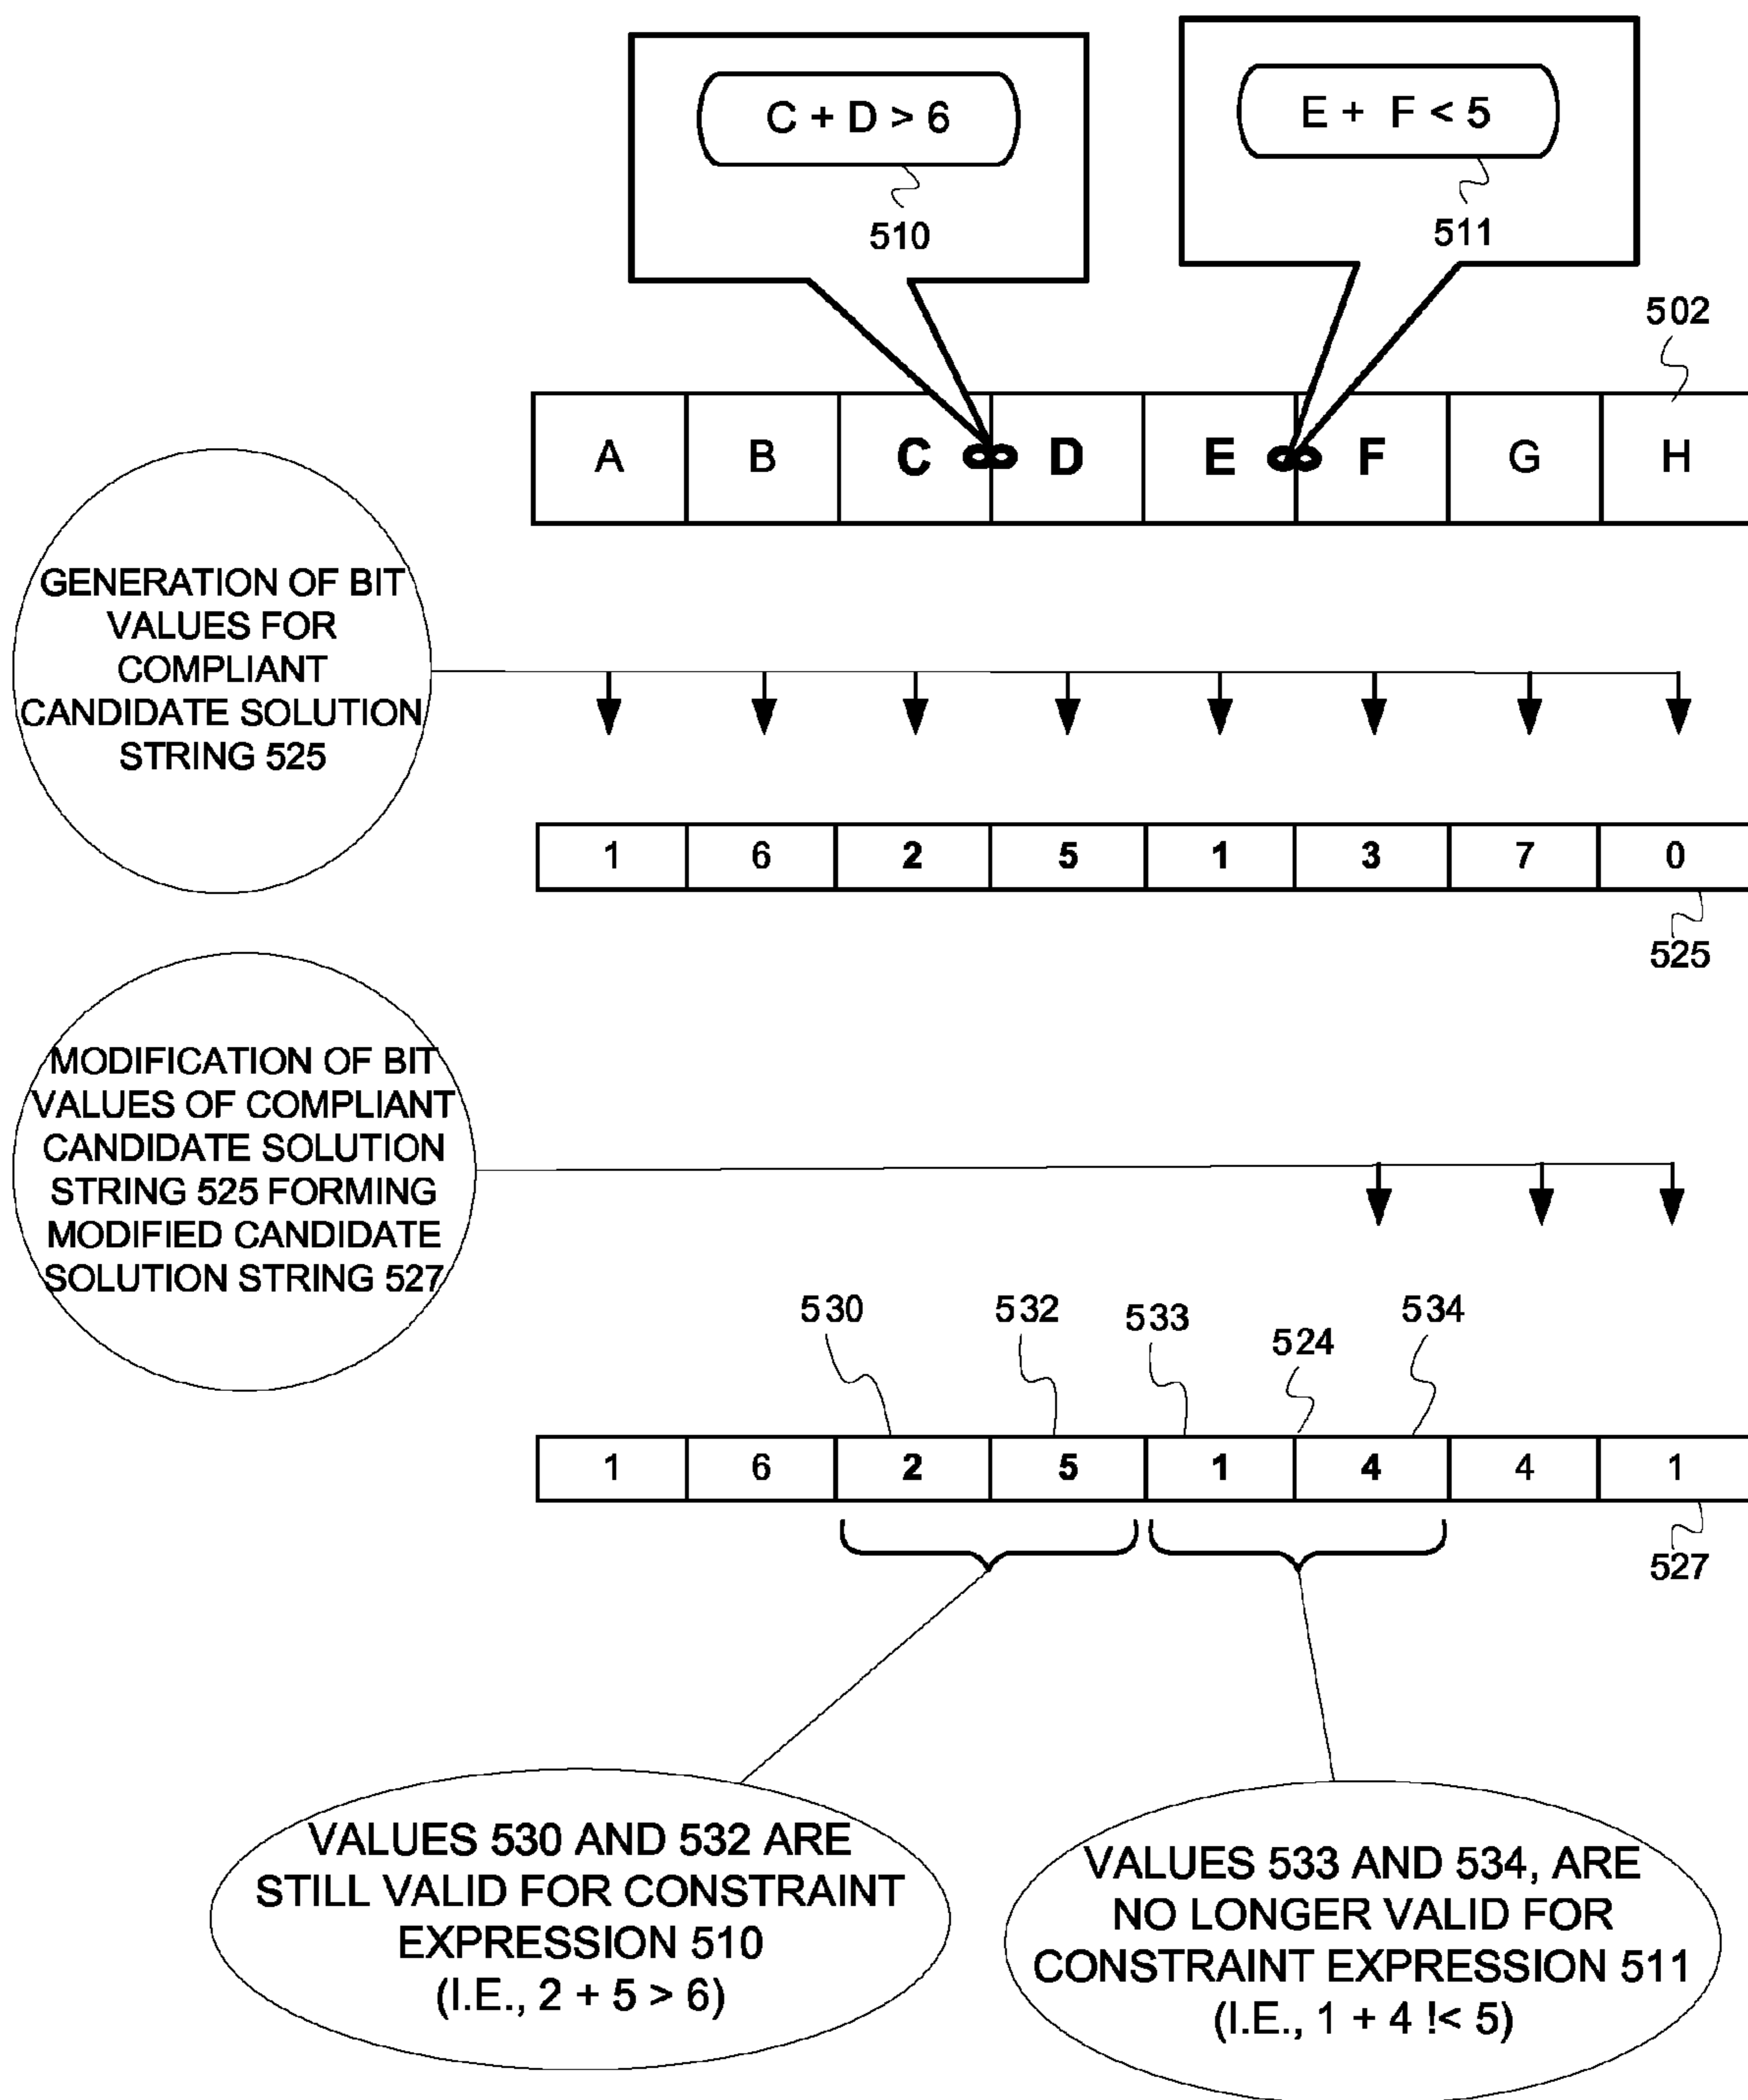 C + D > 6
E + F < 5
510
511
502
A B C ∞ D E ∞ F G H
GENERATION OF BIT
VALUES FOR
COMPLIANT
CANDIDATE SOLUTION
STRING 525
1 6 2 5 1 3 7 0
525
MODIFICATION OF BIT
VALUES OF COMPLIANT
CANDIDATE SOLUTION
STRING 525 FORMING
MODIFIED CANDIDATE
SOLUTION STRING 527
530 532 533 524 534
1 6 2 5 1 4 4 1
527
VALUES 530 AND 532 ARE
STILL VALID FOR CONSTRAINT
EXPRESSION 510
(I.E., 2 + 5 > 6)
VALUES 533 AND 534, ARE
NO LONGER VALID FOR
CONSTRAINT EXPRESSION 511
(I.E., 1 + 4 !< 5)